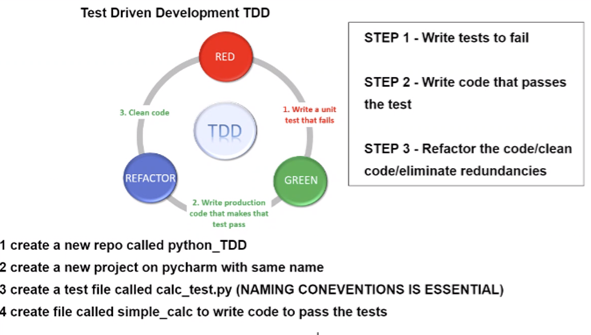 Test Driven Development TDD
RED
3. Clean code
1. Write a unit
test that fails
TDD
REFACTOR
GREEN
2. Write production
code that makes that
test pass
STEP 1 - Write tests to fail
STEP 2 - Write code that passes
the test
STEP 3 - Refactor the code/clean
code/eliminate redundancies
1 create a new repo called python_TDD
2 create a new project on pycharm with same name
3 create a test file called calc_test.py (NAMING CONEVENTIONS IS ESSENTIAL)
4 create file called simple_calc to write code to pass the tests